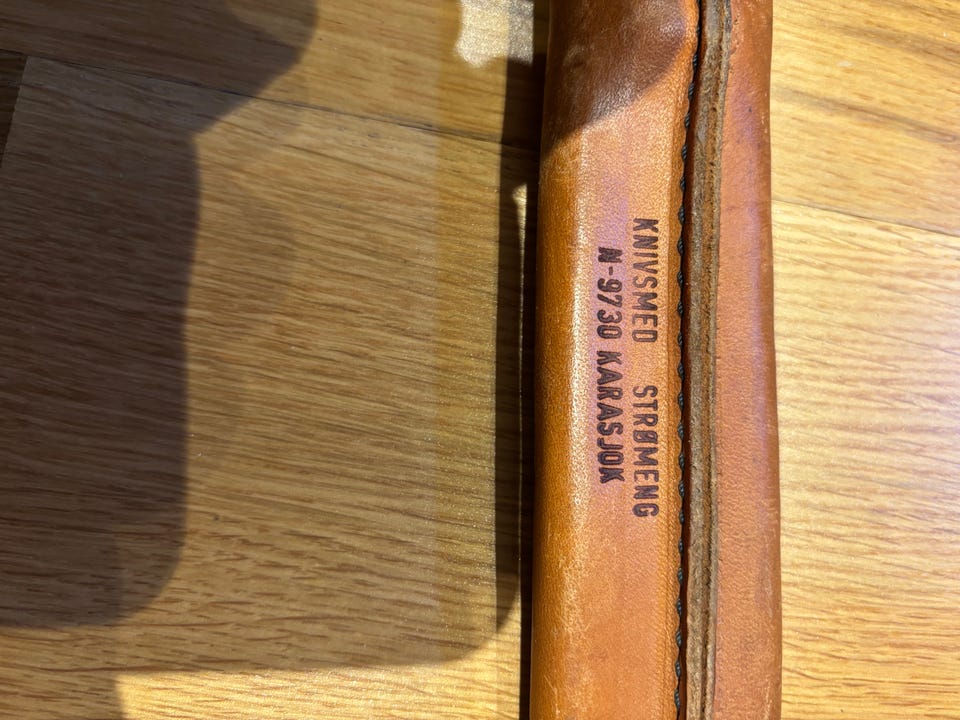 KNIVSMED STRØMENG
N-9730 KARASJOK